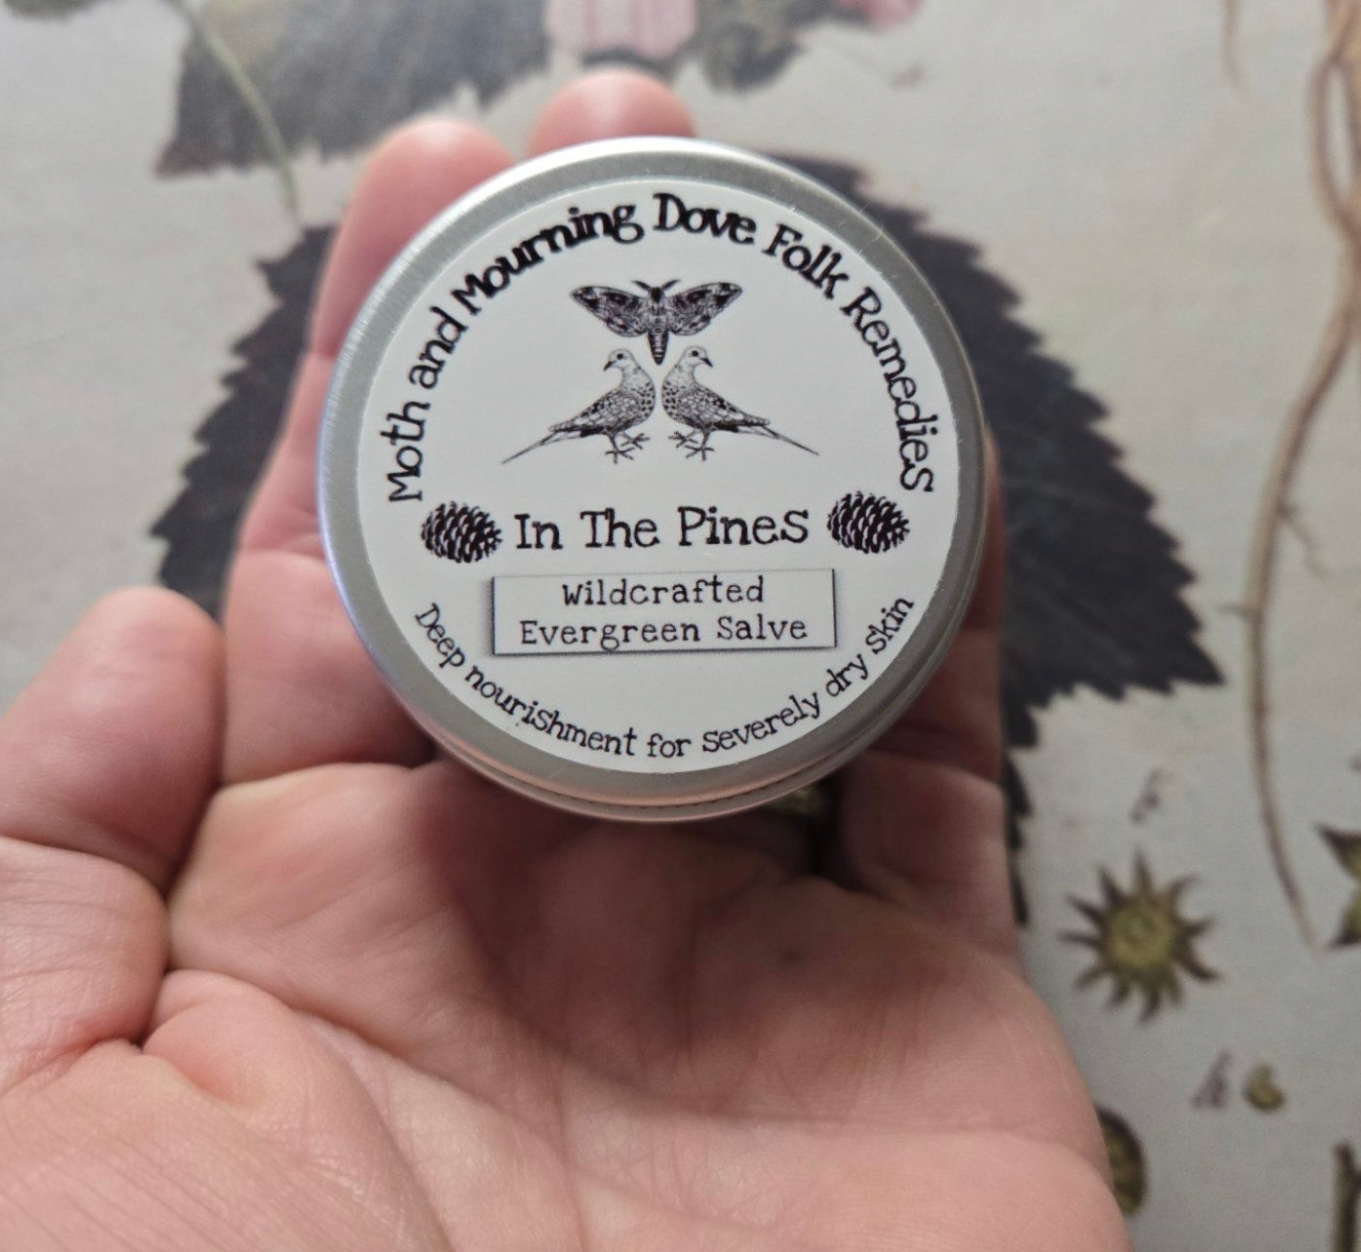 Moth and Mourning Dove Folk Remedies
In The Pines
Wildcrafted
Evergreen Salve
Deep nourishment for severely dry skin